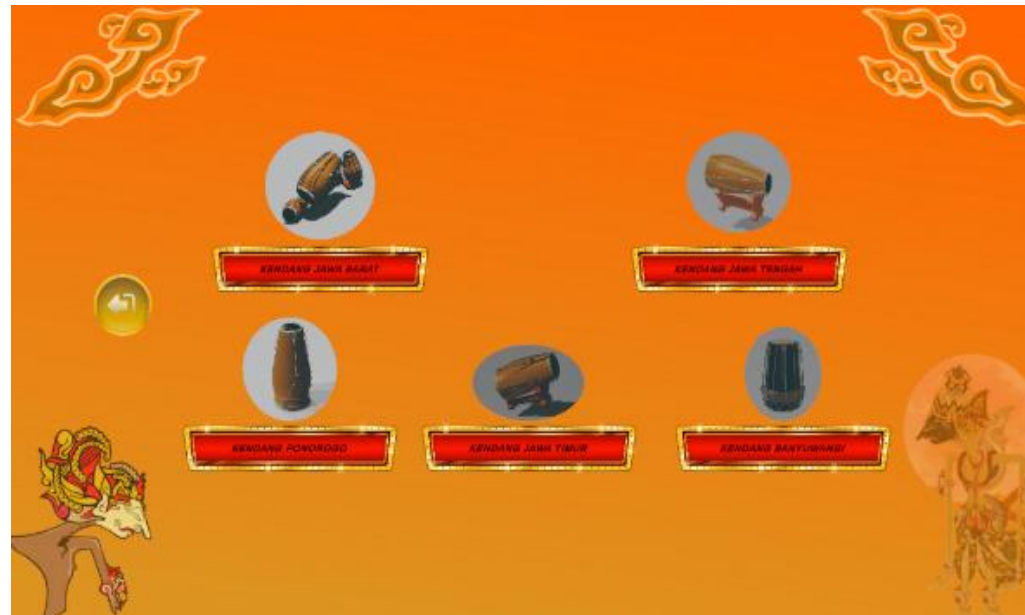 KENDANG JAWA BARAT
KENDANG JAWA TENGAH
KENDANG PONOROGO
KENDANG JAWA TIMUR
KENDANG BANYUWANGI